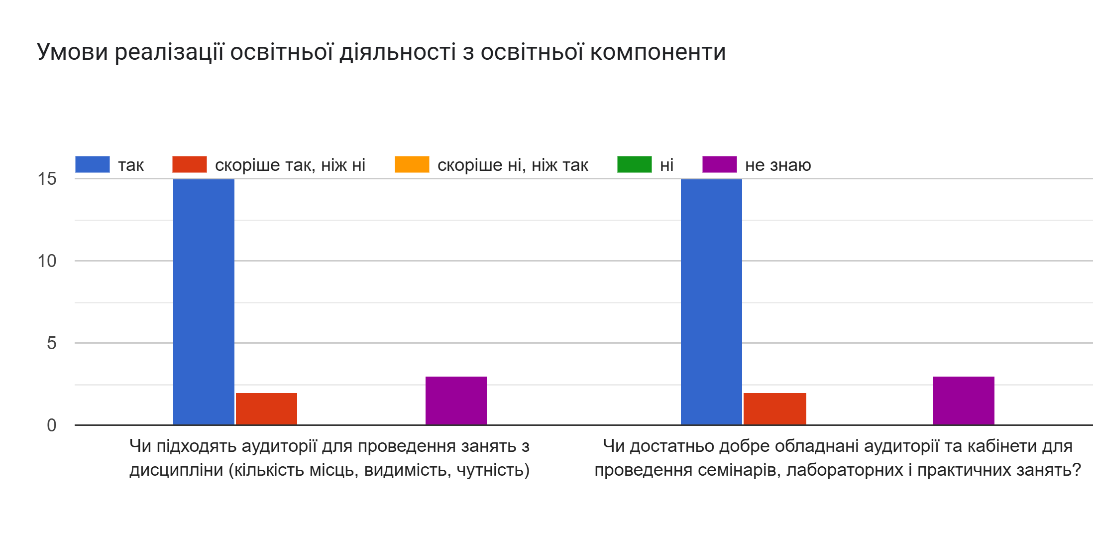 Умови реалізації освітньої діяльності з освітньої компоненти
так скоріше так, ніж ні скоріше ні, ніж так ні не знаю
15
10
5
0
Чи підходять аудиторії для проведення занять з
дисципліни (кількість місць, видимість, чутність)
Чи достатньо добре обладнані аудиторії та кабінети для
проведення семінарів, лабораторних і практичних занять?